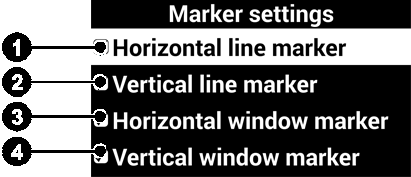 Marker settings
1 Horizontal line marker
2 Vertical line marker
3 Horizontal window marker
4 Vertical window marker